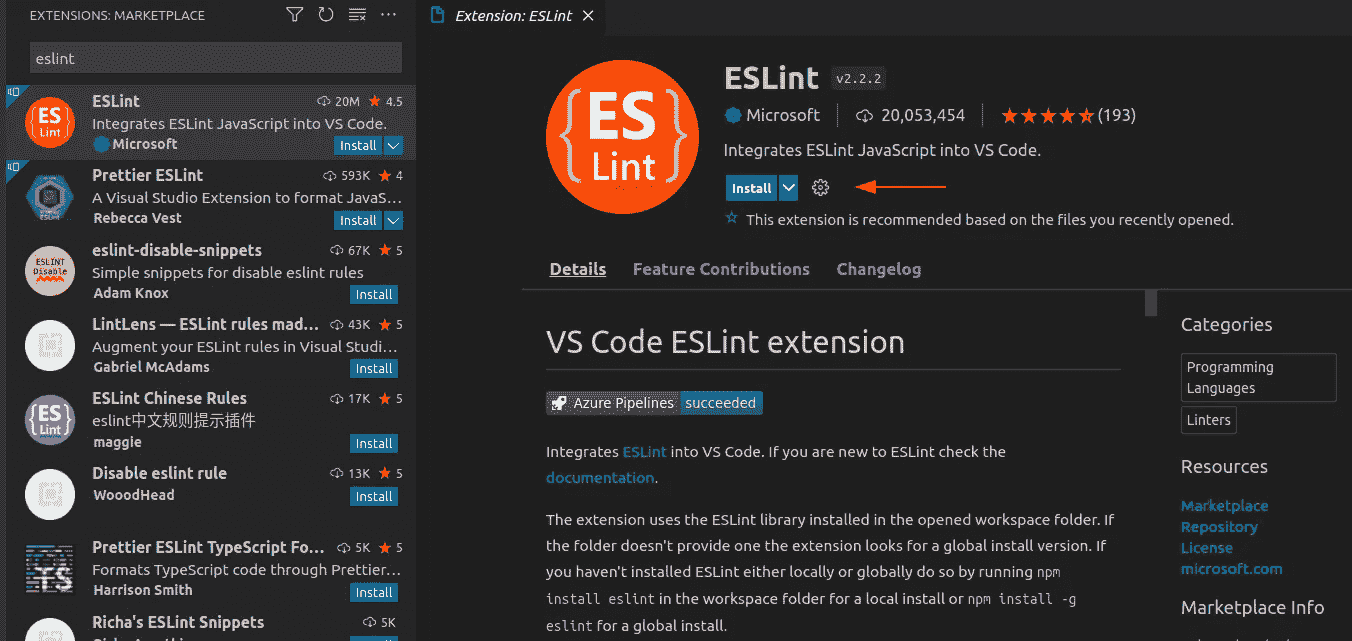 EXTENSIONS: MARKETPLACE
eslint
ES
Lint
ESLint 20M 4.5
Integrates ESLint JavaScript into VS Code.
Microsoft Install
Prettier ESLint 593K 4
A Visual Studio Extension to format JavaS...
Rebecca Vest Install
ESLINT
Disable
eslint-disable-snippets 67K 5
Simple snippets for disable eslint rules
Adam Knox Install
LintLens — ESLint rules mad... 43K 5
Augment your ESLint rules in Visual Studi...
Gabriel McAdams Install
{ES}
Lint
ESLint Chinese Rules 17K 5
eslint中文规则提示插件
maggie Install
Disable eslint rule 13K 5
WooodHead Install
TS
Prettier ESLint TypeScript Fo... 5K 5
Formats TypeScript code through Prettier...
Harrison Smith Install
Richa's ESLint Snippets 5K
Install
Extension: ESLint
{ES}
Lint
ESLint v2.2.2
Microsoft 20,053,454 (193)
Integrates ESLint JavaScript into VS Code.
Install
This extension is recommended based on the files you recently opened.
Details Feature Contributions Changelog
VS Code ESLint extension
Azure Pipelines succeeded
Integrates ESLint into VS Code. If you are new to ESLint check the
documentation.
The extension uses the ESLint library installed in the opened workspace folder. If
the folder doesn't provide one the extension looks for a global install version. If
you haven't installed ESLint either locally or globally do so by running npm
install eslint in the workspace folder for a local install or npm install -g
eslint for a global install.
Categories
Programming
Languages
Linters
Resources
Marketplace
Repository
License
microsoft.com
Marketplace Info